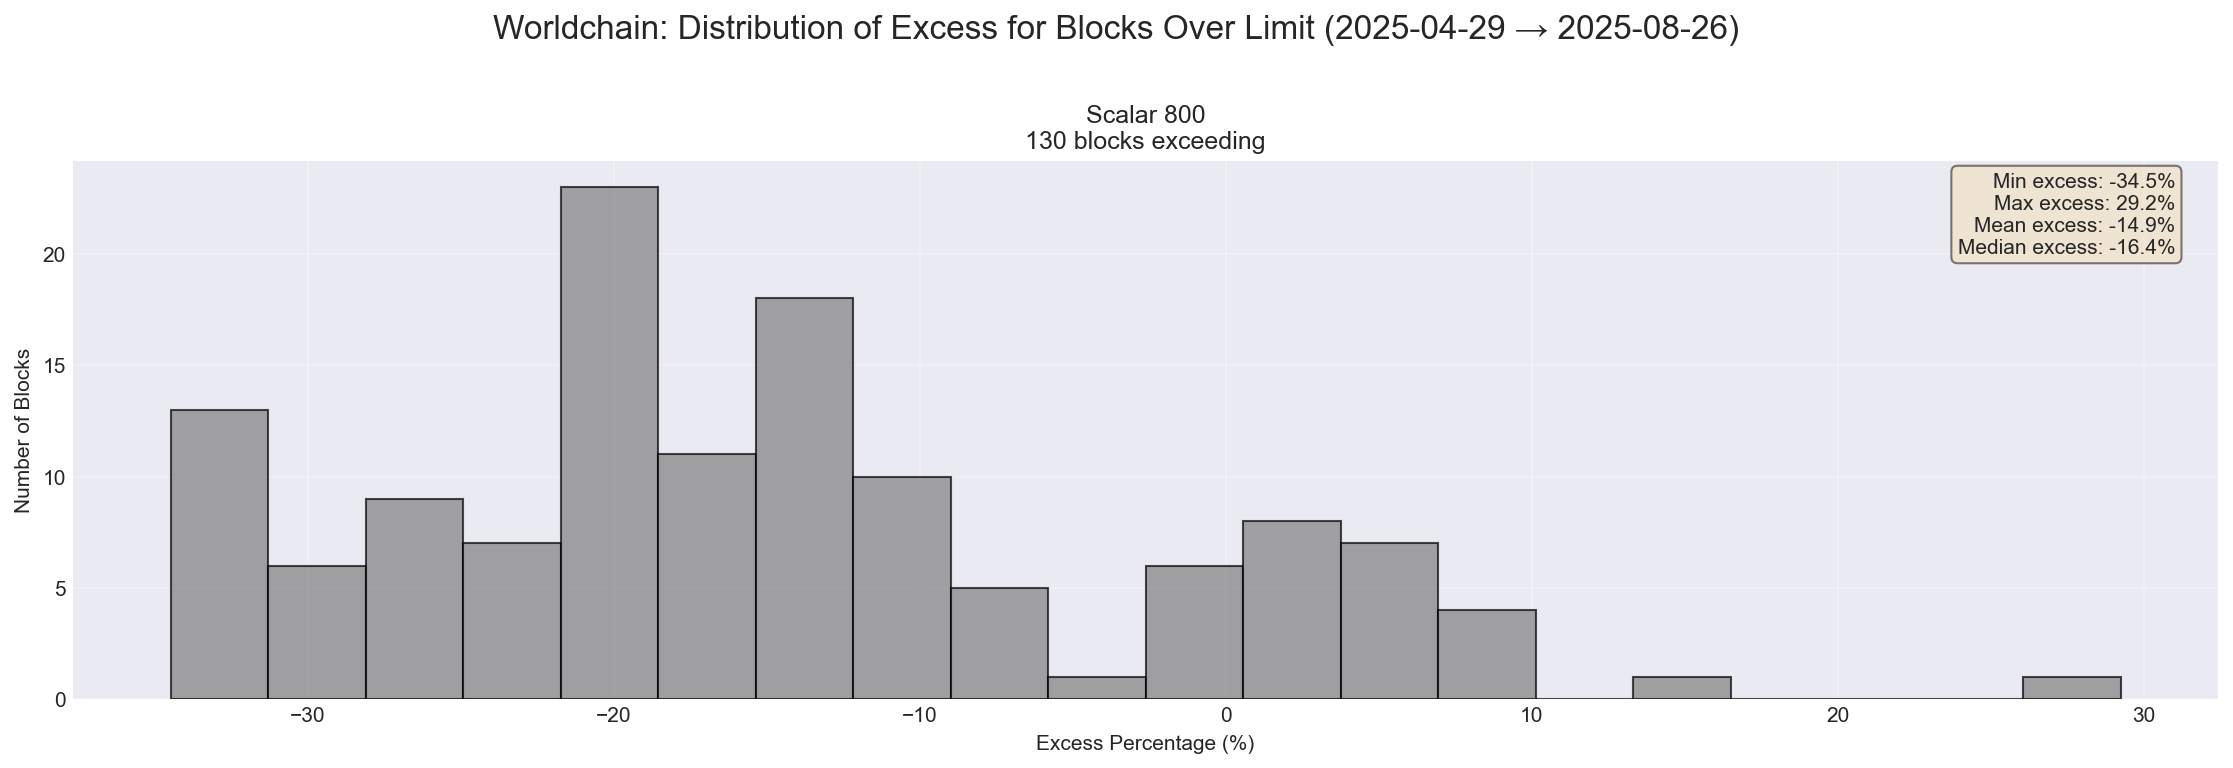 Worldchain: Distribution of Excess for Blocks Over Limit (2025-04-29 → 2025-08-26)
Scalar 800
130 blocks exceeding
Min excess: -34.5%
Max excess: 29.2%
Mean excess: -14.9%
Median excess: -16.4%
Number of Blocks
20
15
10
5
0
−30
−20
−10
0
10
20
30
Excess Percentage (%)